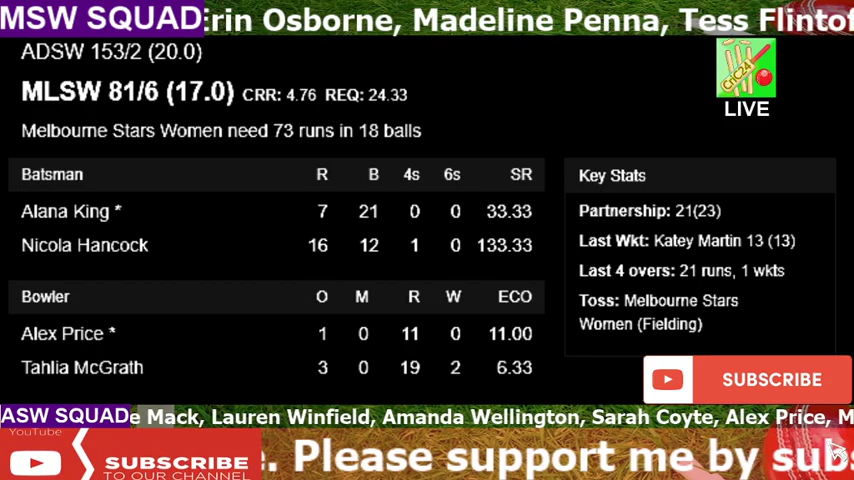 MSW SQUAD Erin Osborne, Madeline Penna, Tess Flintof
ADSW 153/2 (20.0)
MLSW 81/6 (17.0) CRR: 4.76 REQ: 24.33
Cric24
LIVE
Melbourne Stars Women need 73 runs in 18 balls
Batsman R B 4s 6s SR
Alana King * 7 21 0 0 33.33
Nicola Hancock 16 12 1 0 133.33
Bowler O M R W ECO
Alex Price * 1 0 11 0 11.00
Tahlia McGrath 3 0 19 2 6.33
Key Stats
Partnership: 21(23)
Last Wkt: Katey Martin 13 (13)
Last 4 overs: 21 runs, 1 wkts
Toss: Melbourne Stars
Women (Fielding)
SUBSCRIBE
ASW SQUAD e Mack, Lauren Winfield, Amanda Wellington, Sarah Coyte, Alex Price, M
YouTube
SUBSCRIBE
TO OUR CHANNEL
e. Please support me by subs